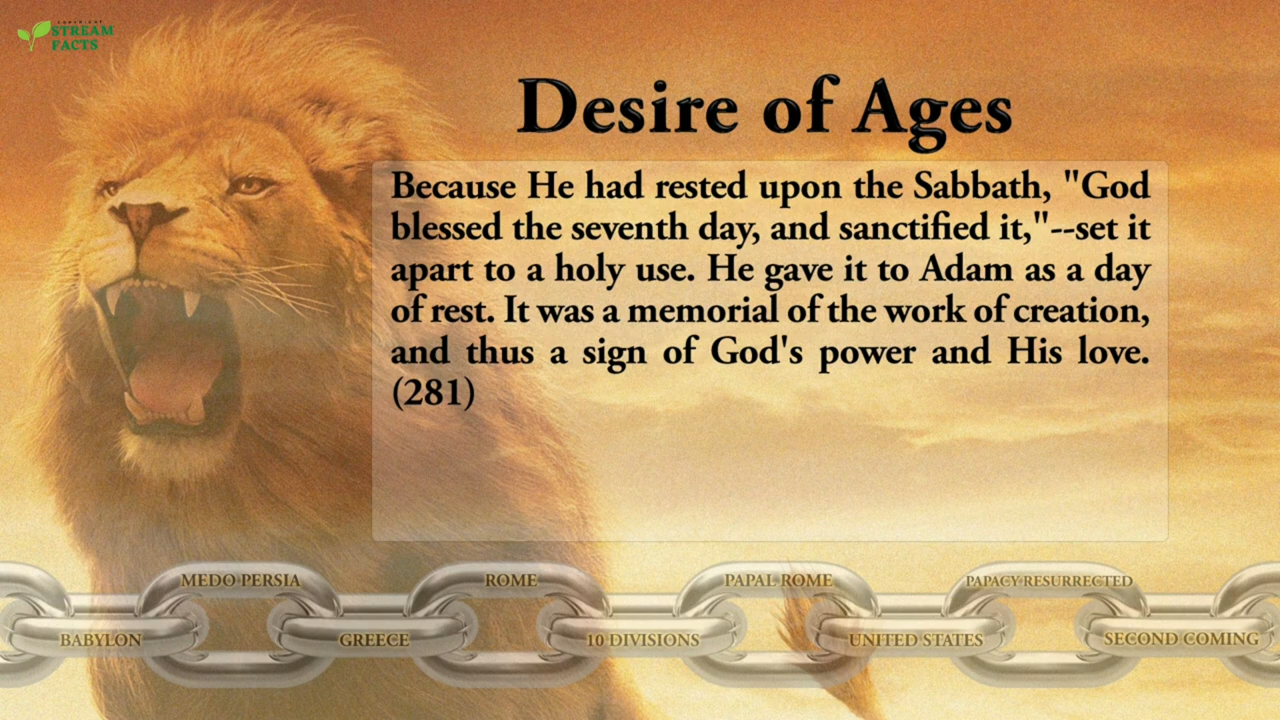 COPYRIGHT
STREAM
FACTS
Desire of Ages
Because He had rested upon the Sabbath, "God
blessed the seventh day, and sanctified it,"--set it
apart to a holy use. He gave it to Adam as a day
of rest. It was a memorial of the work of creation,
and thus a sign of God's power and His love.
(281)
MEDO PERSIA
ROME
PAPAL ROME
PAPACY RESURRECTED
BABYLON
GREECE
10 DIVISIONS
UNITED STATES
SECOND COMING